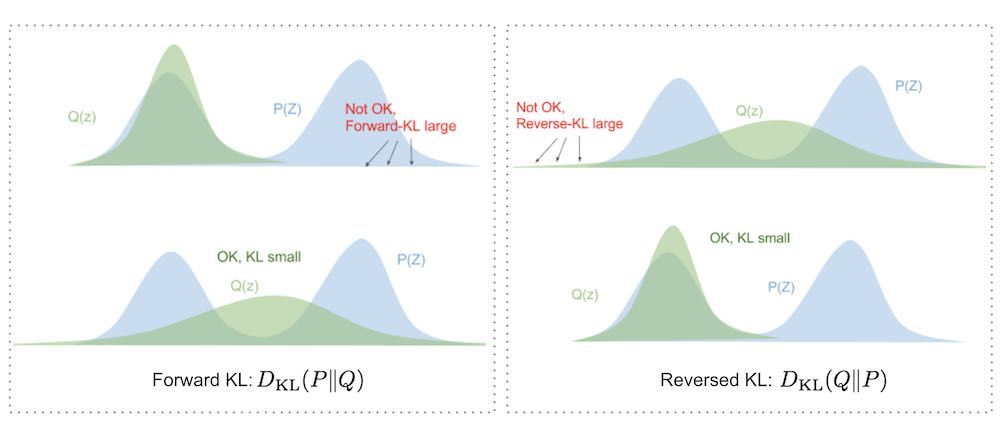 Q(z)
P(Z)
Not OK,
Forward-KL large
OK, KL small
Q(z)
P(Z)
Forward KL: D_KL(P∥Q)
Not OK,
Reverse-KL large
Q(z)
P(Z)
OK, KL small
Q(z)
P(Z)
Reversed KL: D_KL(Q∥P)